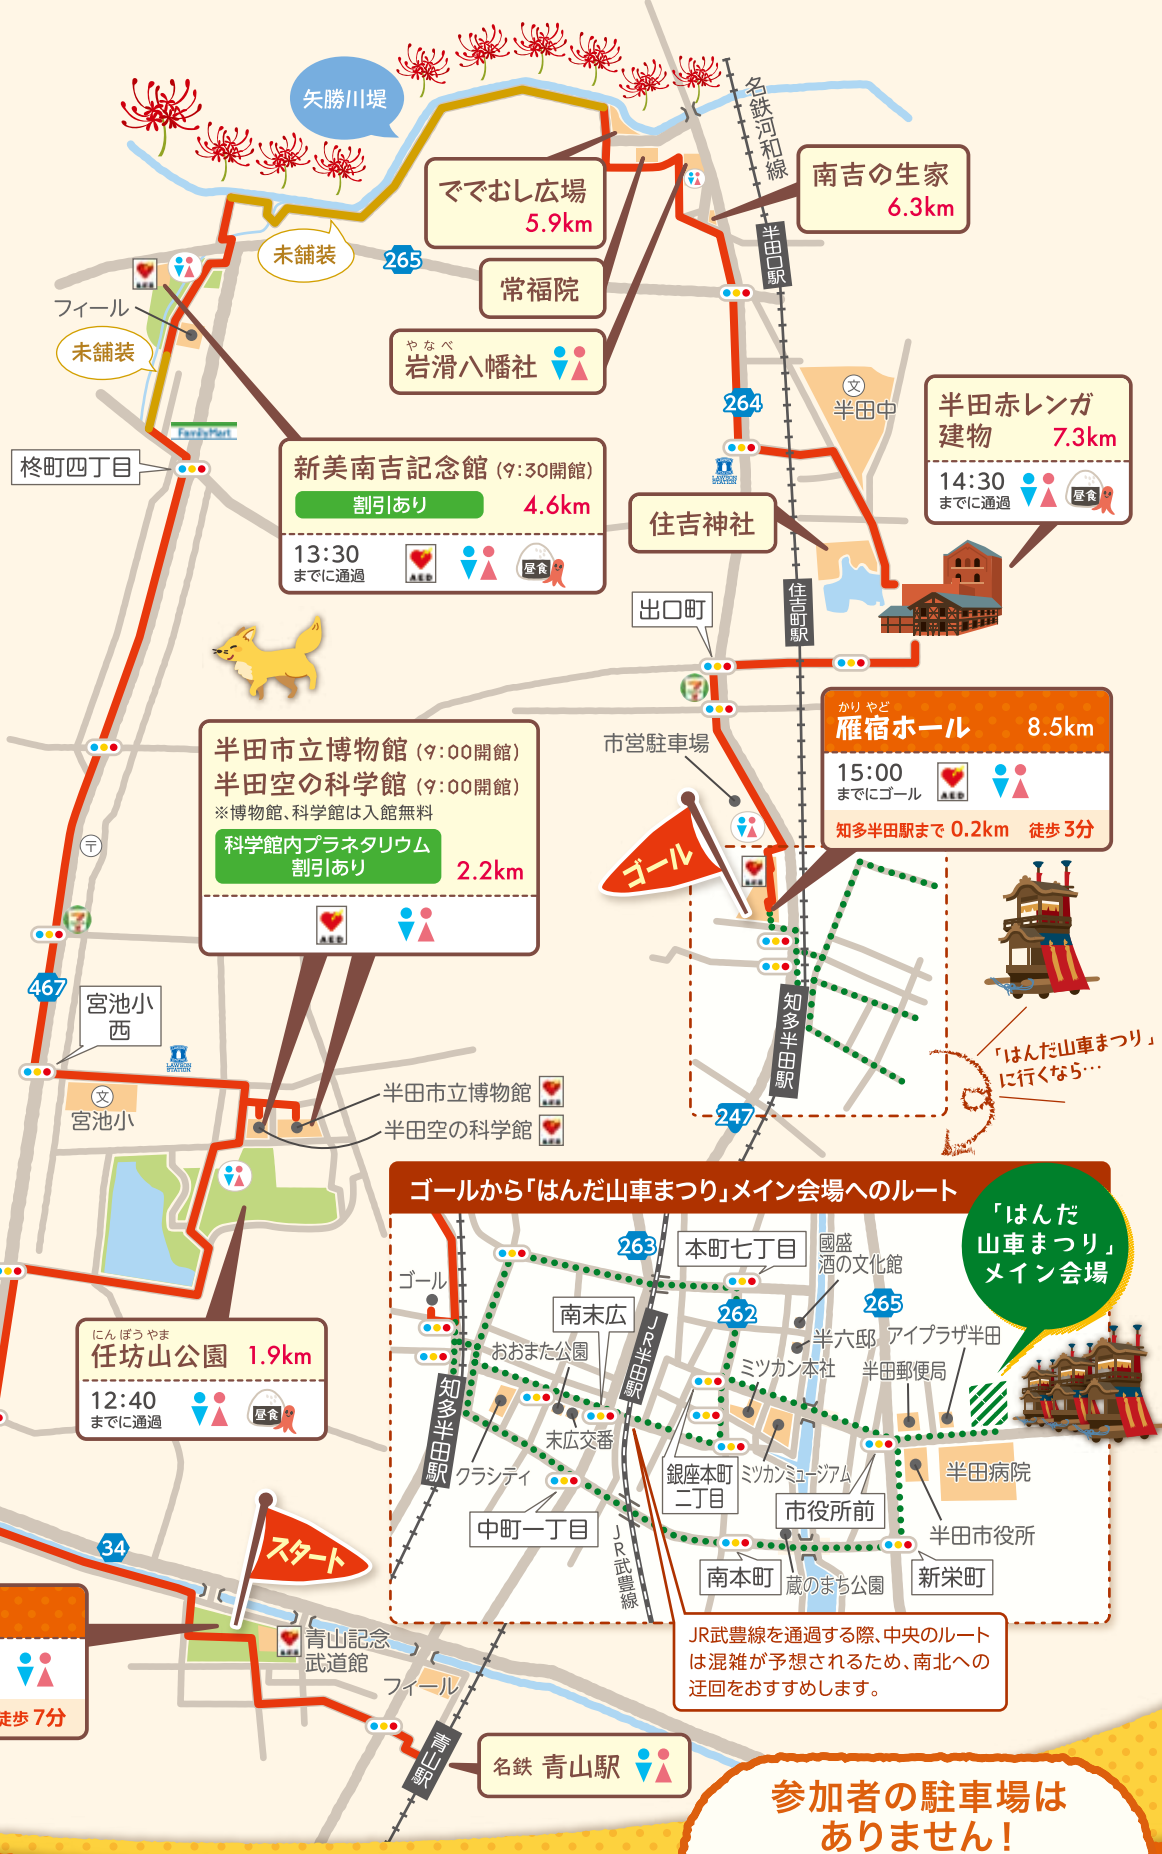 矢勝川堤
名鉄河和線
ででむし広場
5.9km
南吉の生家
6.3km
半田口駅
未舗装
265
常福院
フィール
未舗装
やなべ
岩滑八幡社
264
文
半田中
半田赤レンガ
建物 7.3km
14:30
までに通過
昼食
FamilyMart
柊町四丁目
新美南吉記念館(9:30開館)
割引あり
4.6km
13:30
までに通過
AED
昼食
LAWSON
STATION
住吉神社
住吉町駅
出口町
半田市立博物館(9:00開館)
半田空の科学館(9:00開館)
※博物館、科学館は入館無料
科学館内プラネタリウム
割引あり
2.2km
AED
市営駐車場
かりやど
雁宿ホール 8.5km
15:00
までにゴール
AED
知多半田駅まで 0.2km 徒歩 3分
〒
ゴール
467
宮池小
西
LAWSON
STATION
文
宮池小
知多半田駅
「はんだ山車まつり」
に行くなら…
半田市立博物館
半田空の科学館
247
ゴールから「はんだ山車まつり」メイン会場へのルート
「はんだ
山車まつり」
メイン会場
263
本町七丁目
國盛
酒の文化館
ゴール
南末広
262
265
JR半田駅
おおまた公園
半六邸
アイプラザ半田
ミツカン本社
半田郵便局
知多半田駅
末広交番
クラシティ
銀座本町
二丁目
ミツカンミュージアム
半田病院
中町一丁目
市役所前
半田市役所
JR武豊線
南本町
蔵のまち公園
新栄町
にんぼうやま
任坊山公園 1.9km
12:40
までに通過
昼食
34
スタート
徒歩 7分
青山記念
武道館
フィール
JR武豊線を通過する際、中央のルート
は混雑が予想されるため、南北への
迂回をおすすめします。
青山駅
名鉄 青山駅
参加者の駐車場は
ありません!